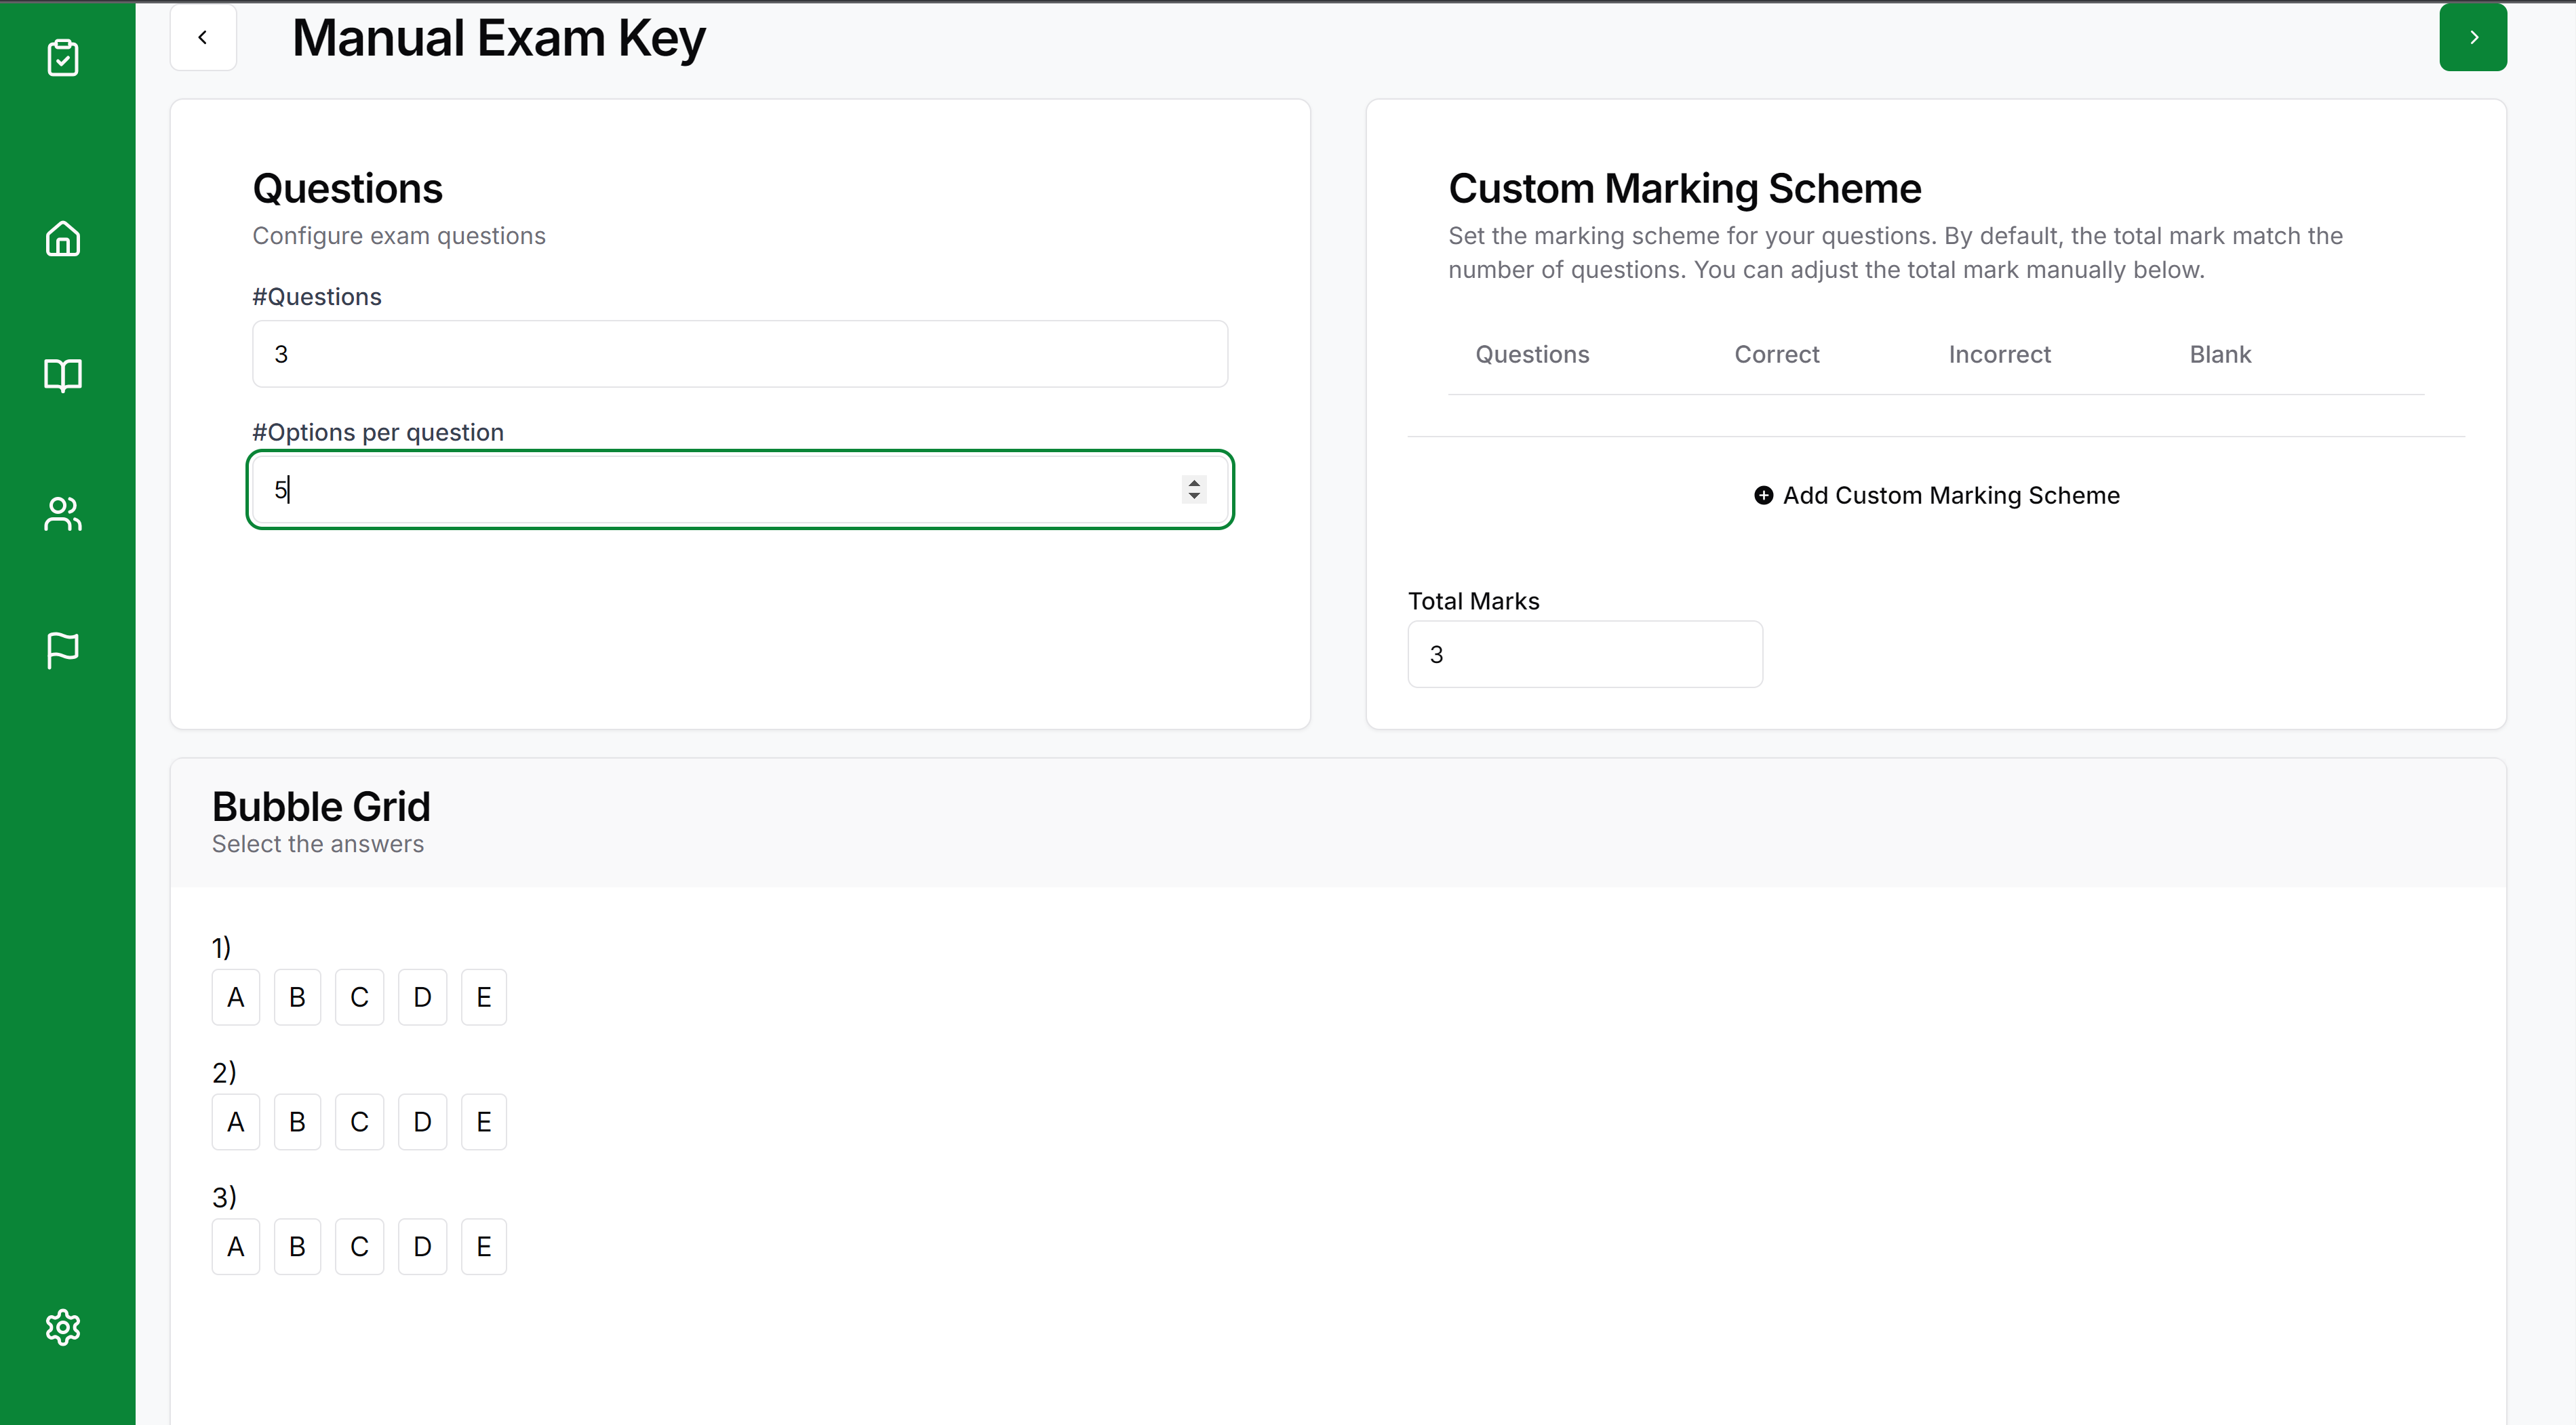 Manual Exam Key
Questions
Configure exam questions
#Questions
3
#Options per question
5
Custom Marking Scheme
Set the marking scheme for your questions. By default, the total mark match the
number of questions. You can adjust the total mark manually below.
Questions Correct Incorrect Blank
Add Custom Marking Scheme
Total Marks
3
Bubble Grid
Select the answers
1)
A B C D E
2)
A B C D E
3)
A B C D E